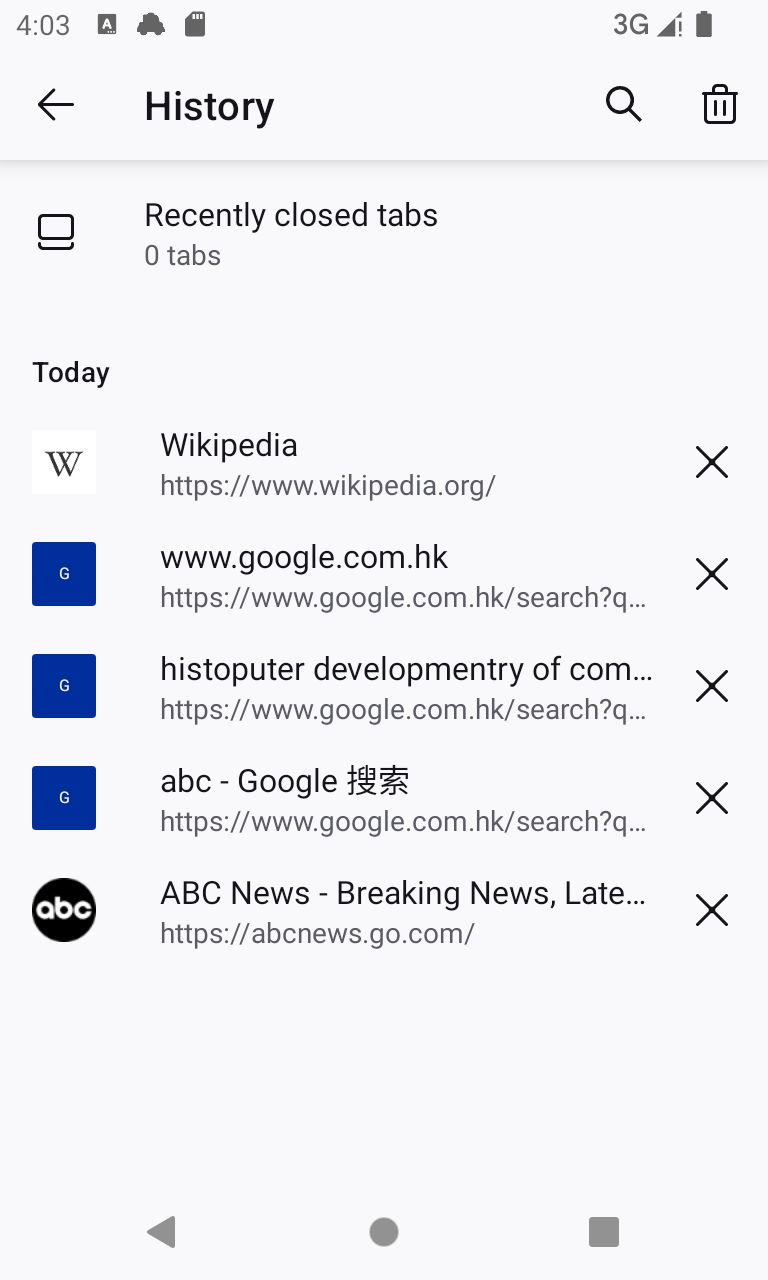 4:03
3G
History
Recently closed tabs
0 tabs
Today
W
Wikipedia
https://www.wikipedia.org/
G
www.google.com.hk
https://www.google.com.hk/search?q...
G
histoputer developmentry of com...
https://www.google.com.hk/search?q...
G
abc - Google 搜索
https://www.google.com.hk/search?q...
abc
ABC News - Breaking News, Late...
https://abcnews.go.com/